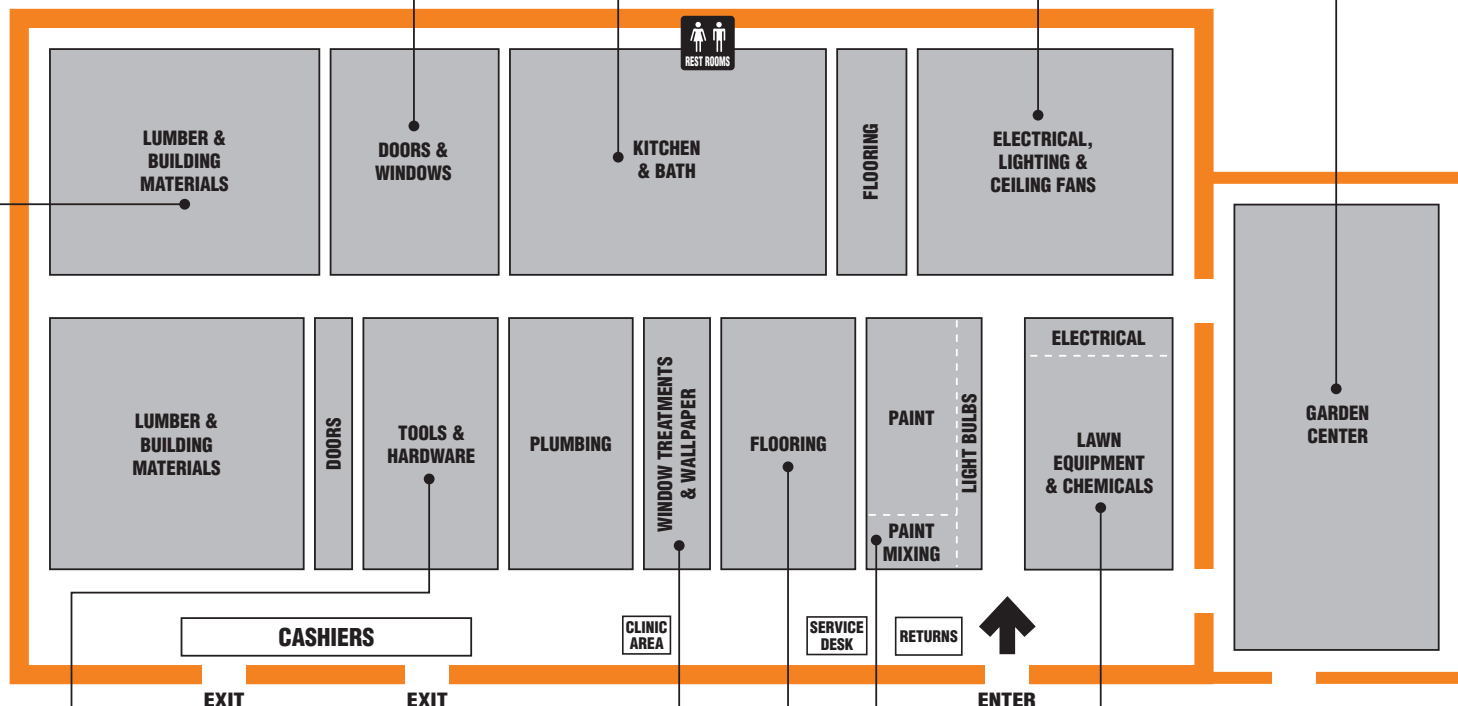 REST ROOMS
LUMBER &
BUILDING
MATERIALS
DOORS &
WINDOWS
KITCHEN
& BATH
FLOORING
ELECTRICAL,
LIGHTING &
CEILING FANS
LUMBER &
BUILDING
MATERIALS
DOORS
TOOLS &
HARDWARE
PLUMBING
WINDOW TREATMENTS
& WALLPAPER
FLOORING
PAINT
PAINT
MIXING
LIGHT BULBS
ELECTRICAL
LAWN
EQUIPMENT
& CHEMICALS
GARDEN
CENTER
CASHIERS
CLINIC
AREA
SERVICE
DESK
RETURNS
EXIT
EXIT
ENTER